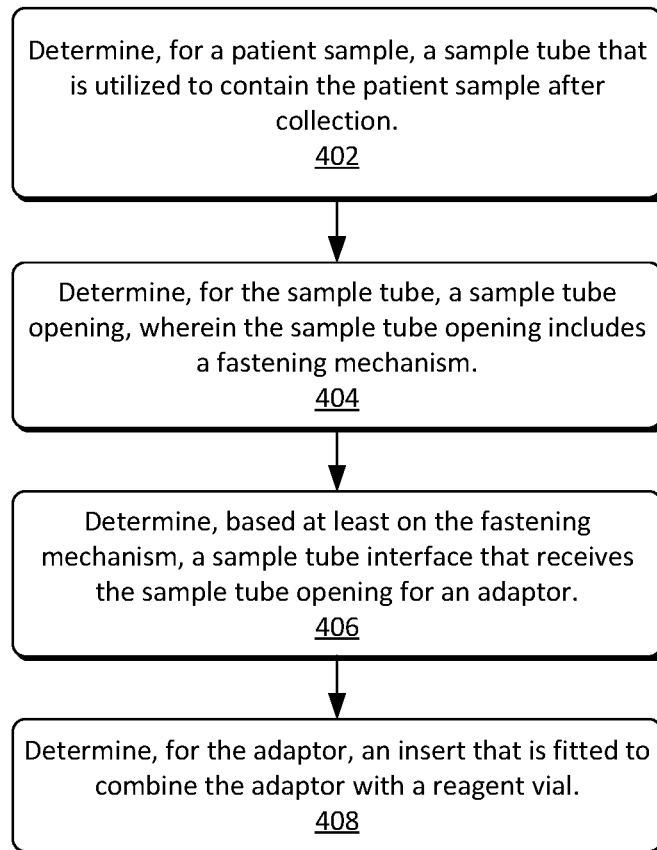 Determine, for a patient sample, a sample tube that
is utilized to contain the patient sample after
collection.
402
Determine, for the sample tube, a sample tube
opening, wherein the sample tube opening includes
a fastening mechanism.
404
Determine, based at least on the fastening
mechanism, a sample tube interface that receives
the sample tube opening for an adaptor.
406
Determine, for the adaptor, an insert that is fitted to
combine the adaptor with a reagent vial.
408